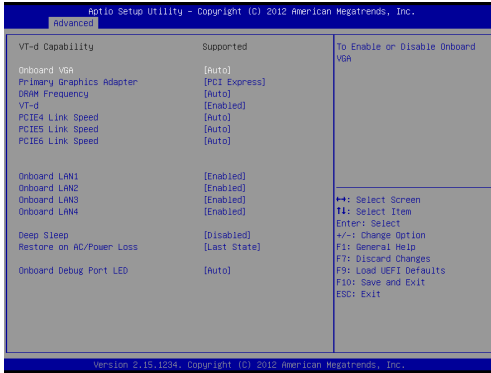 Aptio Setup Utility – Copyright (C) 2012 American Megatrends, Inc.
Advanced
VT-d Capability Supported
Onboard VGA [Auto]
Primary Graphics Adapter [PCI Express]
DRAM Frequency [Auto]
VT-d [Enabled]
PCIE4 Link Speed [Auto]
PCIE5 Link Speed [Auto]
PCIE6 Link Speed [Auto]
Onboard LAN1 [Enabled]
Onboard LAN2 [Enabled]
Onboard LAN3 [Enabled]
Onboard LAN4 [Enabled]
Deep Sleep [Disabled]
Restore on AC/Power Loss [Last State]
Onboard Debug Port LED [Auto]
To Enable or Disable Onboard
VGA
↔: Select Screen
↑↓: Select Item
Enter: Select
+/-: Change Option
F1: General Help
F7: Discard Changes
F9: Load UEFI Defaults
F10: Save and Exit
ESC: Exit
Version 2.15.1234. Copyright (C) 2012 American Megatrends, Inc.